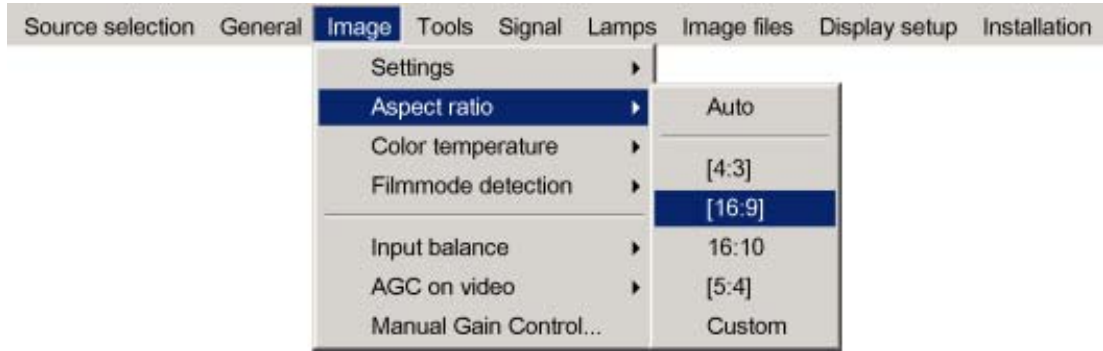 Source selection General Image Tools Signal Lamps Image files Display setup Installation
Settings
Aspect ratio
Color temperature
Filmmode detection
Input balance
AGC on video
Manual Gain Control...
Auto
[4:3]
[16:9]
16:10
[5:4]
Custom